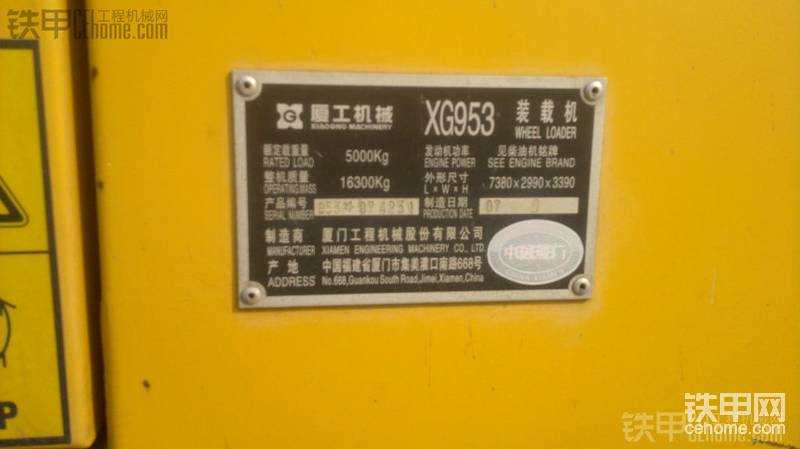 铁甲 工程机械网
cehome.com
厦工机械
XIAGONG MACHINERY
XG953
装载机
WHEEL LOADER
额定载重量
RATED LOAD
5000Kg
发动机功率
ENGINE POWER
见柴油机铭牌
SEE ENGINE BRAND
整机质量
OPERATING MASS
16300Kg
外形尺寸
L×W×H
7380×2990×3390
产品编号
SERIAL NUMBER
制造日期
PRODUCTION DATE
07
制造商
MANUFACTURER
厦门工程机械股份有限公司
XIAMEN ENGINEERING MACHINERY CO., LTD.
产地
ADDRESS
中国福建省厦门市集美灌口南路668号
No.668,Guankou South Road,Jimei,Xiamen,China
P
铁甲网
cehome.com